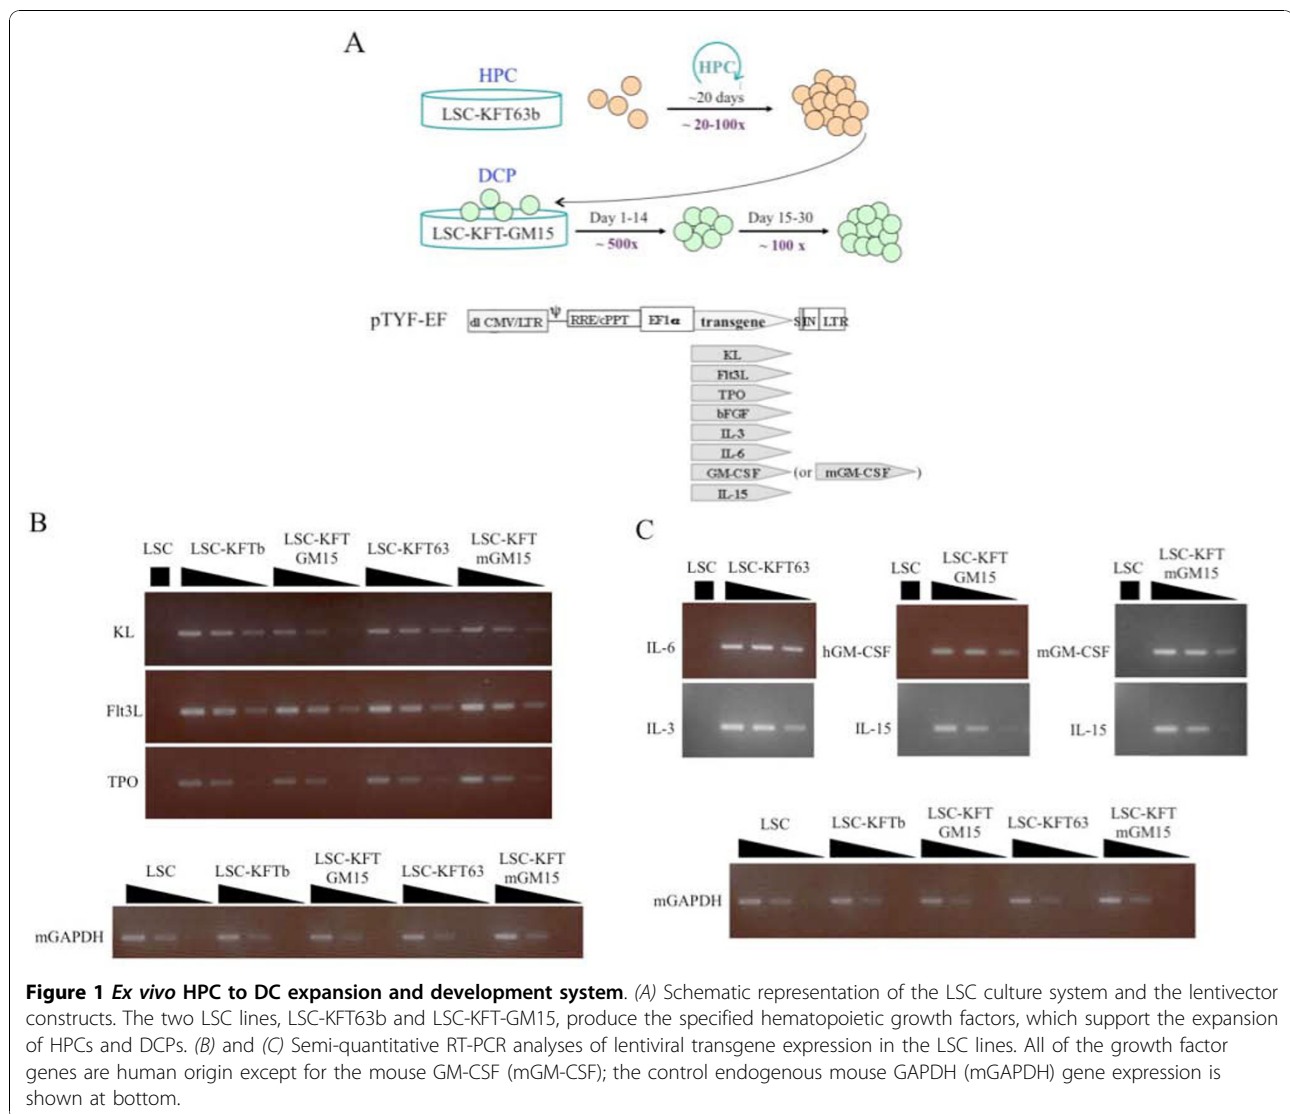 A
HPC
LSC-KFT63b
HPC
~20 days
~ 20-100x
DCP
LSC-KFT-GM15
Day 1-14
~ 500x
Day 15-30
~ 100 x
pTYF-EF
dl CMV/LTR
ψ
RRE/cPPT
EF1α
transgene
SIN
LTR
KL
Flt3L
TPO
bFGF
IL-3
IL-6
GM-CSF (or mGM-CSF )
IL-15
B
LSC LSC-KFTb LSC-KFT GM15 LSC-KFT63 LSC-KFT mGM15
KL
Flt3L
TPO
LSC LSC-KFTb LSC-KFT GM15 LSC-KFT63 LSC-KFT mGM15
mGAPDH
C
LSC LSC-KFT63
IL-6
IL-3
LSC LSC-KFT GM15
hGM-CSF
IL-15
LSC LSC-KFT mGM15
mGM-CSF
IL-15
LSC LSC-KFTb LSC-KFT GM15 LSC-KFT63 LSC-KFT mGM15
mGAPDH
Figure 1 Ex vivo HPC to DC expansion and development system. (A) Schematic representation of the LSC culture system and the lentivector
constructs. The two LSC lines, LSC-KFT63b and LSC-KFT-GM15, produce the specified hematopoietic growth factors, which support the expansion
of HPCs and DCPs. (B) and (C) Semi-quantitative RT-PCR analyses of lentiviral transgene expression in the LSC lines. All of the growth factor
genes are human origin except for the mouse GM-CSF (mGM-CSF); the control endogenous mouse GAPDH (mGAPDH) gene expression is
shown at bottom.